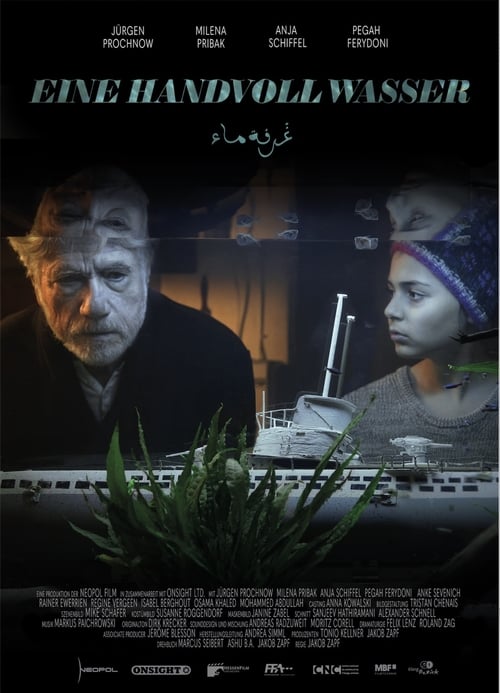 JÜRGEN PROCHNOW
MILENA PRIBAK
ANJA SCHIFFEL
PEGAH FERYDONI
EINE HANDVOLL WASSER
غرفة ماء
EINE PRODUKTION DER NEOPOL FILM IN ZUSAMMENARBEIT MIT ONSIGHT LTD. MIT JÜRGEN PROCHNOW MILENA PRIBAK ANJA SCHIFFEL PEGAH FERYDONI ANKE SEVENICH
RAINER EWERRIEN REGINE VERGEEN ISABEL BERGHOUT OSAMA KHALED MOHAMMED ABDULLAH CASTING ANNA KOWALSKI BILDGESTALTUNG TRISTAN CHENAIS
SZENENBILD MIKE SCHÄFER KOSTÜMBILD SUSANNE ROGGENDORF MASKENBILD JANINE ZABEL SCHNITT SANJEEV HATHIRAMANI ALEXANDER SCHNELL
MUSIK MARKUS PAICHROWSKI ORIGINALTON DIRK KRECKER SOUNDDESIGN UND MISCHUNG ANDREAS RADZUWEIT MORITZ CORELL DRAMATURGIE FELIX LENZ ROLAND ZAG
ASSOCIATE PRODUCER JEROME BLESSON HERSTELLUNGSLEITUNG ANDREA SIMML PRODUZENTEN TONIO KELLNER JAKOB ZAPF
DREHBUCH MARCUS SEIBERT ASHU B.A. JAKOB ZAPF REGIE JAKOB ZAPF
NEOPOL
ONSIGHT
HESSENFILM
FFA
CNC
MBF